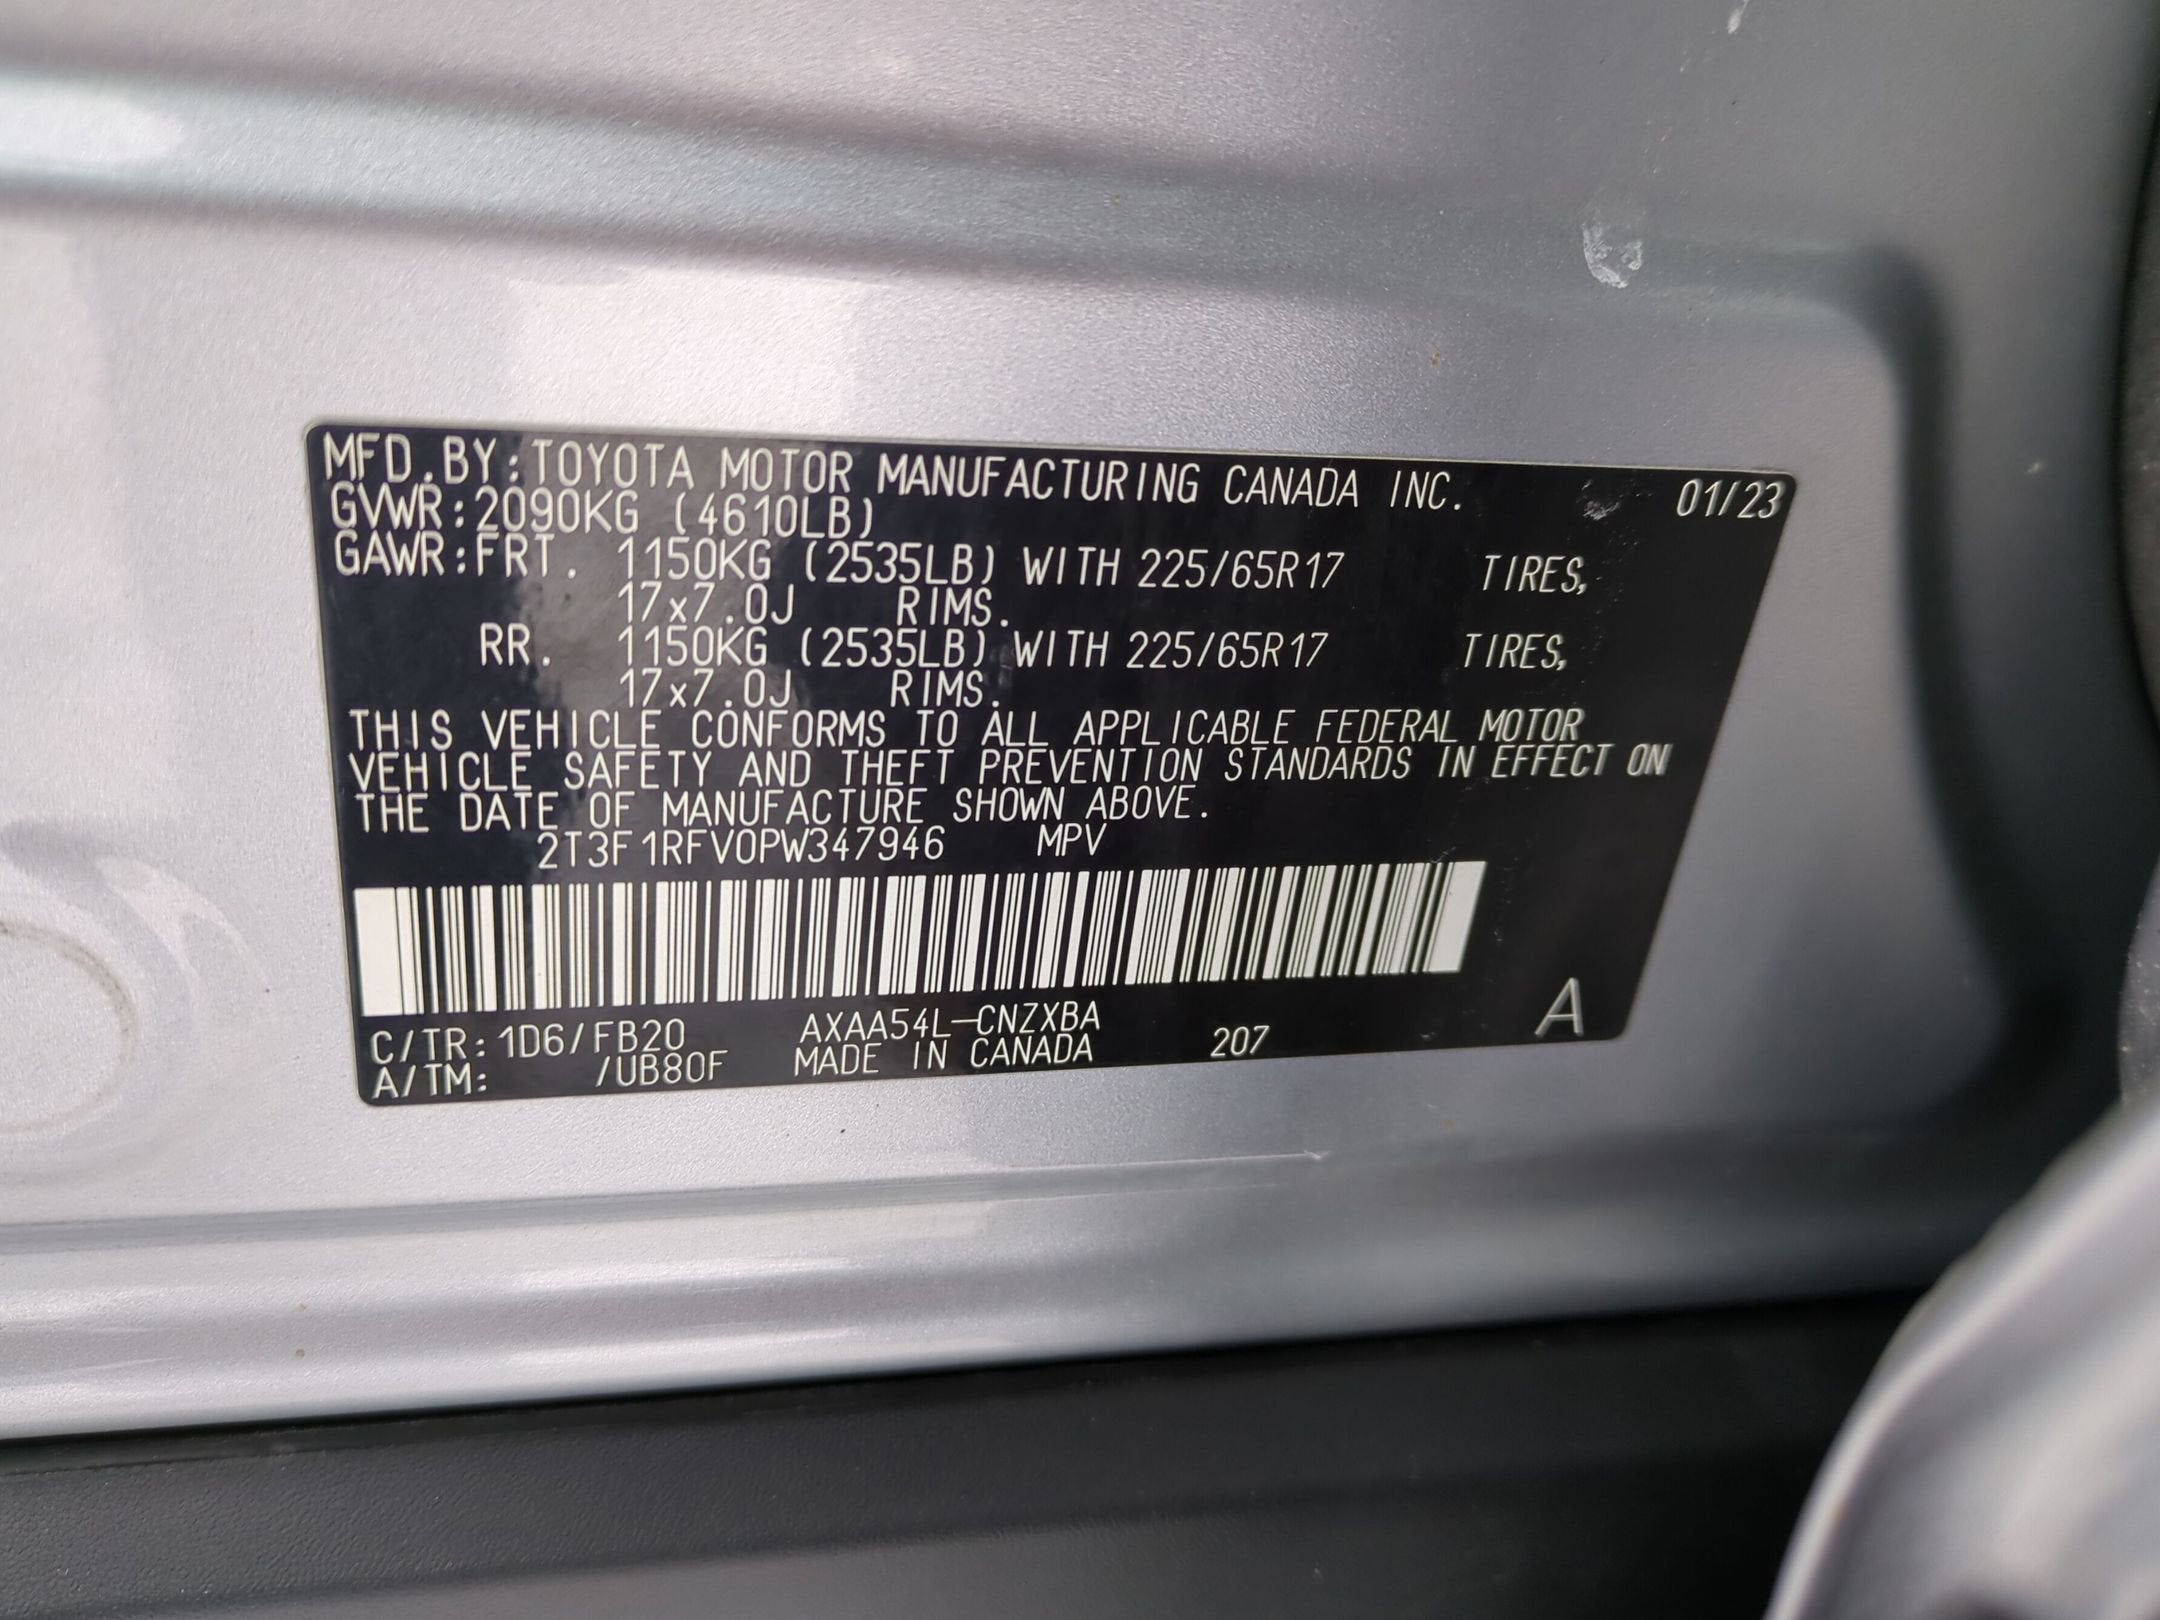 MFD.BY:TOYOTA MOTOR MANUFACTURING CANADA INC. 01/23
GVWR:2090KG (4610LB)
GAWR:FRT. 1150KG (2535LB) WITH 225/65R17 TIRES,
17x7.0J RIMS.
RR. 1150KG (2535LB) WITH 225/65R17 TIRES,
17x7.0J RIMS.
THIS VEHICLE CONFORMS TO ALL APPLICABLE FEDERAL MOTOR
VEHICLE SAFETY AND THEFT PREVENTION STANDARDS IN EFFECT ON
THE DATE OF MANUFACTURE SHOWN ABOVE.
2T3F1RFV0PW347946 MPV
C/TR:1D6/FB20 AXAA54L-CNZXBA
A/TM: /UB80F MADE IN CANADA 207 A